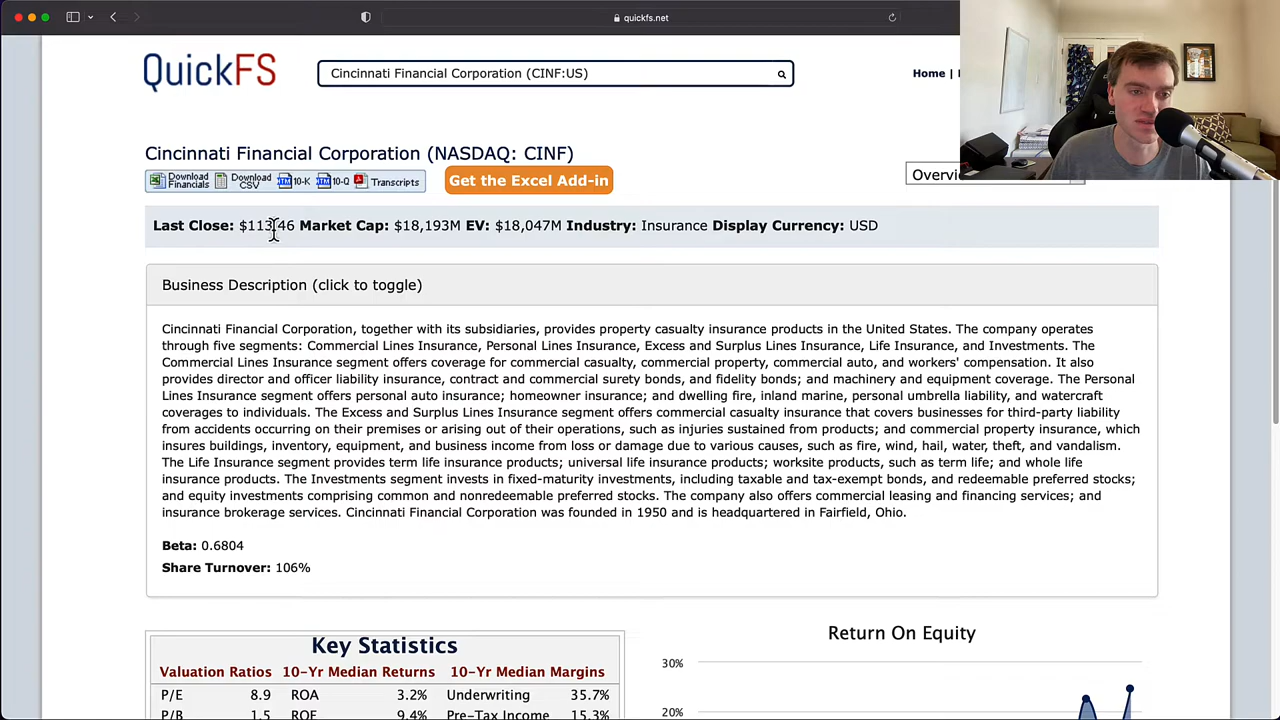 quickfs.net
QuickFS
Cincinnati Financial Corporation (CINF:US)
Home |
Cincinnati Financial Corporation (NASDAQ: CINF)
Download Financials Download CSV 10-K 10-Q Transcripts
Get the Excel Add-in
Overvi
Last Close: $113.46 Market Cap: $18,193M EV: $18,047M Industry: Insurance Display Currency: USD
Business Description (click to toggle)
Cincinnati Financial Corporation, together with its subsidiaries, provides property casualty insurance products in the United States. The company operates
through five segments: Commercial Lines Insurance, Personal Lines Insurance, Excess and Surplus Lines Insurance, Life Insurance, and Investments. The
Commercial Lines Insurance segment offers coverage for commercial casualty, commercial property, commercial auto, and workers' compensation. It also
provides director and officer liability insurance, contract and commercial surety bonds, and fidelity bonds; and machinery and equipment coverage. The Personal
Lines Insurance segment offers personal auto insurance; homeowner insurance; and dwelling fire, inland marine, personal umbrella liability, and watercraft
coverages to individuals. The Excess and Surplus Lines Insurance segment offers commercial casualty insurance that covers businesses for third-party liability
from accidents occurring on their premises or arising out of their operations, such as injuries sustained from products; and commercial property insurance, which
insures buildings, inventory, equipment, and business income from loss or damage due to various causes, such as fire, wind, hail, water, theft, and vandalism.
The Life Insurance segment provides term life insurance products; universal life insurance products; worksite products, such as term life; and whole life
insurance products. The Investments segment invests in fixed-maturity investments, including taxable and tax-exempt bonds, and redeemable preferred stocks;
and equity investments comprising common and nonredeemable preferred stocks. The company also offers commercial leasing and financing services; and
insurance brokerage services. Cincinnati Financial Corporation was founded in 1950 and is headquartered in Fairfield, Ohio.
Beta: 0.6804
Share Turnover: 106%
Key Statistics
Valuation Ratios 10-Yr Median Returns 10-Yr Median Margins
P/E 8.9 ROA 3.2% Underwriting 35.7%
P/B 1.5 ROE 9.4% Pre-Tax Income 15.3%
Return On Equity
30%
20%